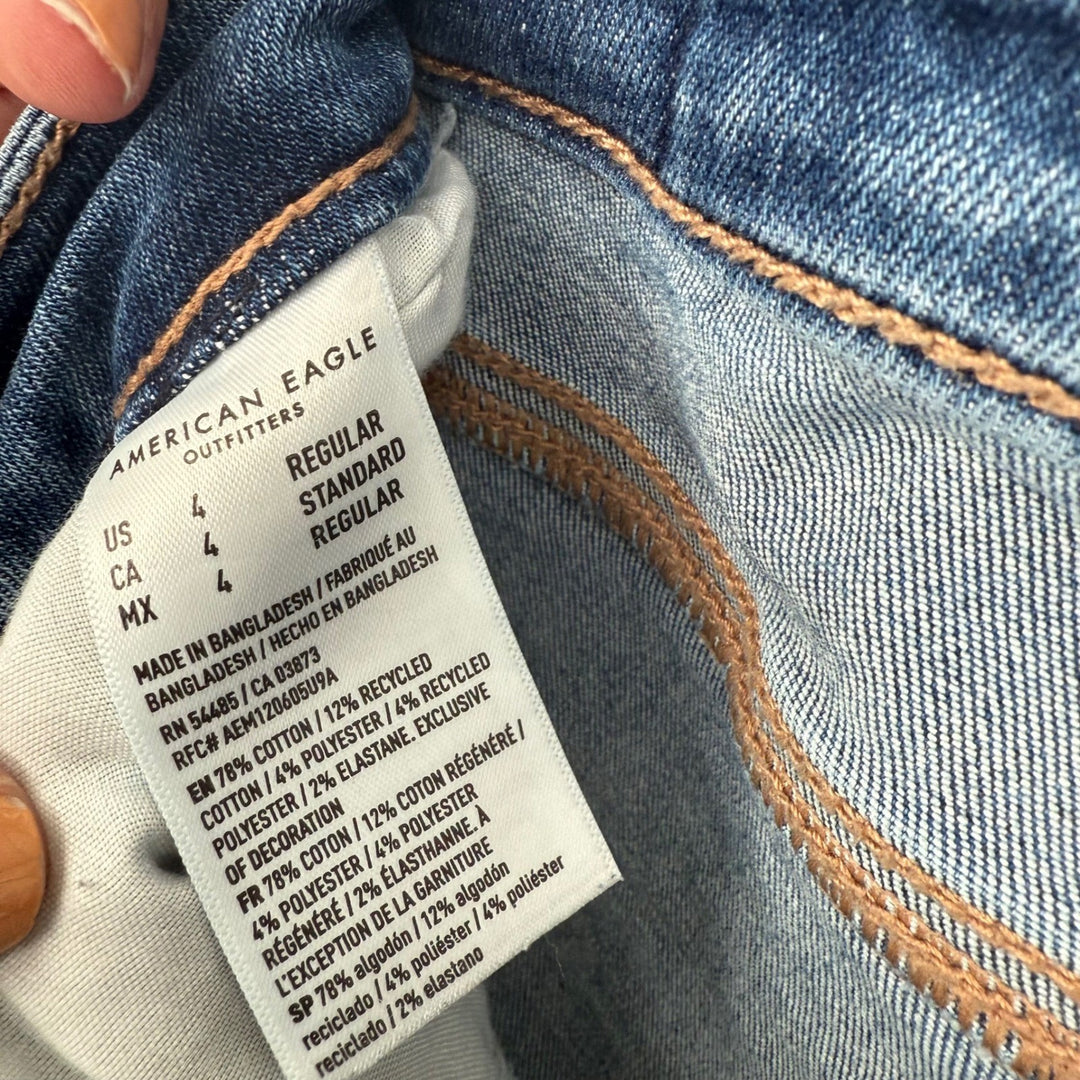 AMERICAN EAGLE
OUTFITTERS
US 4 REGULAR
CA 4 STANDARD
MX 4 REGULAR
MADE IN BANGLADESH / FABRIQUÉ AU
BANGLADESH / HECHO EN BANGLADESH
RN 54485 / CA 03873
RFC# AEM120605U9A
EN 78% COTTON / 12% RECYCLED
COTTON / 4% POLYESTER / 4% RECYCLED
POLYESTER / 2% ELASTANE. EXCLUSIVE
OF DECORATION
FR 78% COTON / 12% COTON RÉGÉNÉRÉ /
4% POLYESTER / 4% POLYESTER
RÉGÉNÉRÉ / 2% ÉLASTHANNE. À
L'EXCEPTION DE LA GARNITURE
SP 78% algodón / 12% algodón
reciclado / 4% poliéster / 4% poliéster
reciclado / 2% elastano